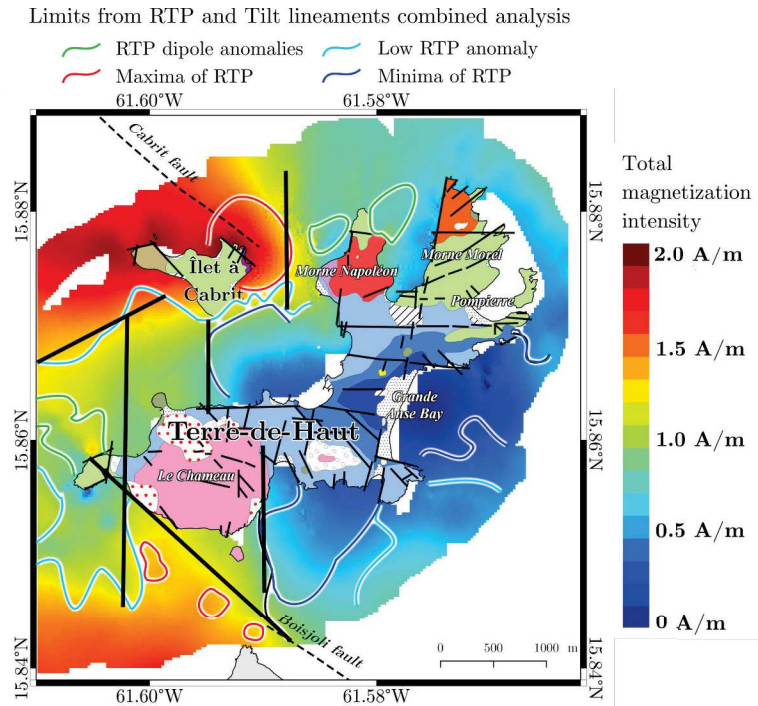 Limits from RTP and Tilt lineaments combined analysis
RTP dipole anomalies
Low RTP anomaly
Maxima of RTP
Minima of RTP
61.60°W
61.58°W
Cabrit fault
15.88°N
15.88°N
Îlet à
Cabrit
Morne Napoléon
Morne Morel
Pompierre
Grande
Anse Bay
Terre-de-Haut
Le Chameau
15.86°N
15.86°N
Boisjoli fault
0 500 1000 m
15.84°N
15.84°N
61.60°W
61.58°W
Total
magnetization
intensity
2.0 A/m
1.5 A/m
1.0 A/m
0.5 A/m
0 A/m